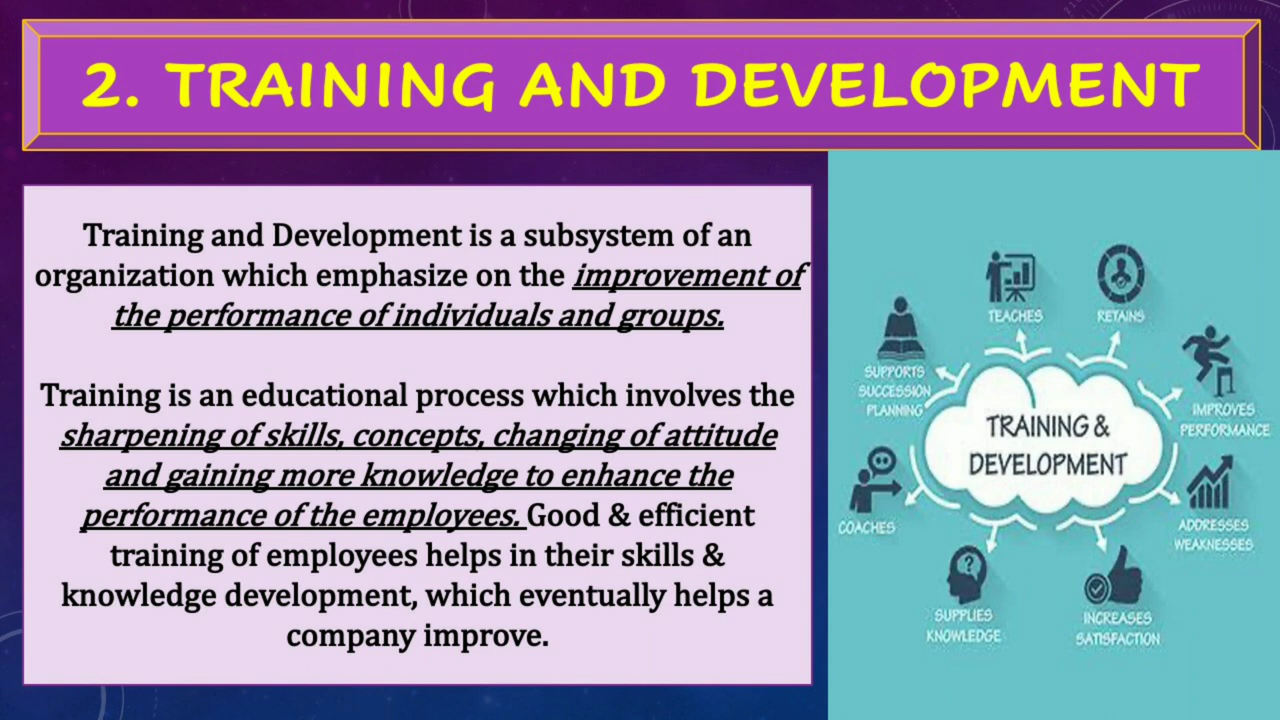 2. TRAINING AND DEVELOPMENT
Training and Development is a subsystem of an
organization which emphasize on the improvement of
the performance of individuals and groups.
Training is an educational process which involves the
sharpening of skills, concepts, changing of attitude
and gaining more knowledge to enhance the
performance of the employees. Good & efficient
training of employees helps in their skills &
knowledge development, which eventually helps a
company improve.
TEACHES
RETAINS
SUPPORTS
SUCCESSION
PLANNING
IMPROVES
PERFORMANCE
TRAINING &
DEVELOPMENT
COACHES
ADDRESSES
WEAKNESSES
SUPPLIES
KNOWLEDGE
INCREASES
SATISFACTION